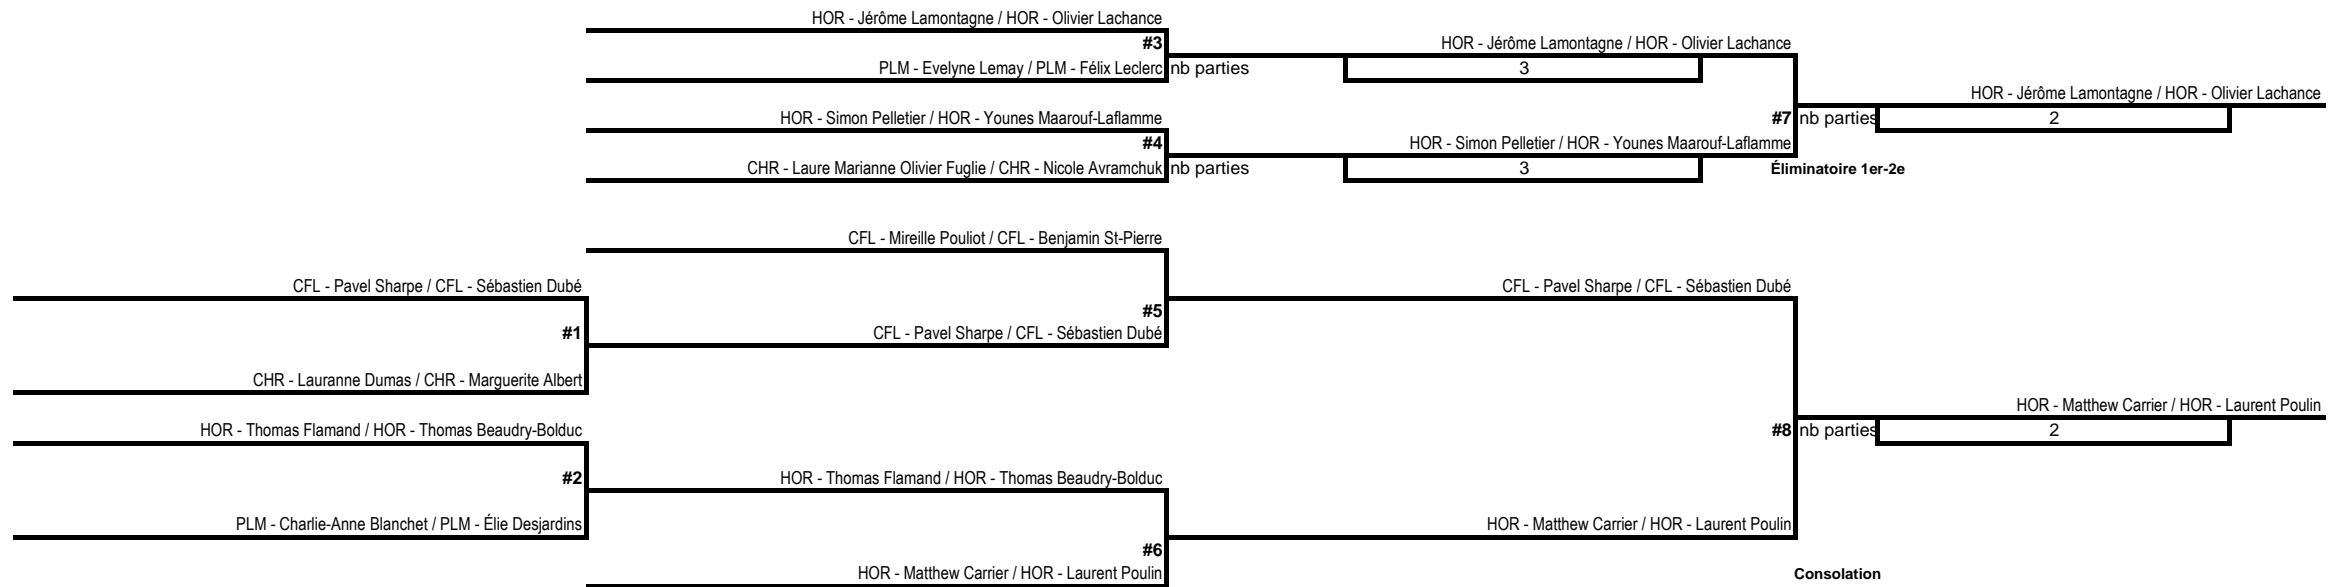 HOR - Jérôme Lamontagne / HOR - Olivier Lachance
#3
HOR - Jérôme Lamontagne / HOR - Olivier Lachance
PLM - Evelyne Lemay / PLM - Félix Leclerc nb parties 3
HOR - Jérôme Lamontagne / HOR - Olivier Lachance
HOR - Simon Pelletier / HOR - Younes Maarouf-Laflamme
#7 nb parties 2
#4
HOR - Simon Pelletier / HOR - Younes Maarouf-Laflamme
CHR - Laure Marianne Olivier Fuglie / CHR - Nicole Avramchuk nb parties 3
Éliminatoire 1er-2e
CFL - Mireille Pouliot / CFL - Benjamin St-Pierre
CFL - Pavel Sharpe / CFL - Sébastien Dubé
CFL - Pavel Sharpe / CFL - Sébastien Dubé
#5
#1
CFL - Pavel Sharpe / CFL - Sébastien Dubé
CHR - Lauranne Dumas / CHR - Marguerite Albert
HOR - Matthew Carrier / HOR - Laurent Poulin
HOR - Thomas Flamand / HOR - Thomas Beaudry-Bolduc
#8 nb parties 2
#2
HOR - Thomas Flamand / HOR - Thomas Beaudry-Bolduc
PLM - Charlie-Anne Blanchet / PLM - Élie Desjardins
HOR - Matthew Carrier / HOR - Laurent Poulin
#6
HOR - Matthew Carrier / HOR - Laurent Poulin
Consolation